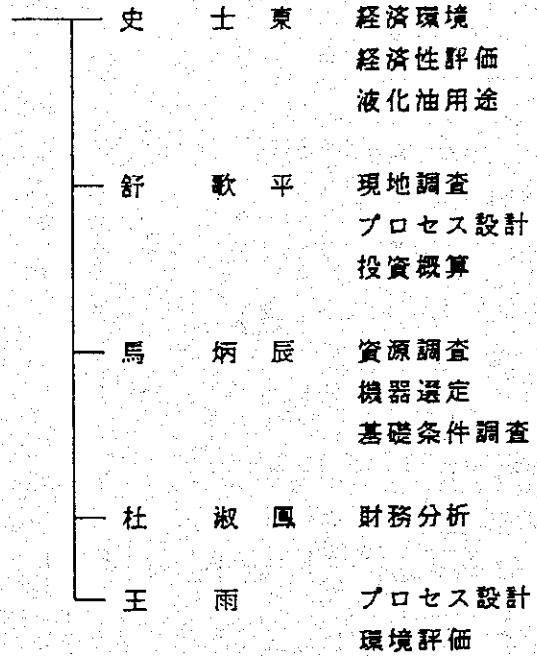 史 士東 経済環境
経済性評価
液化油用途
舒 歌平 現地調査
プロセス設計
投資概算
馬 炳辰 資源調査
機器選定
基礎条件調査
杜 淑鳳 財務分析
王 雨 プロセス設計
環境評価